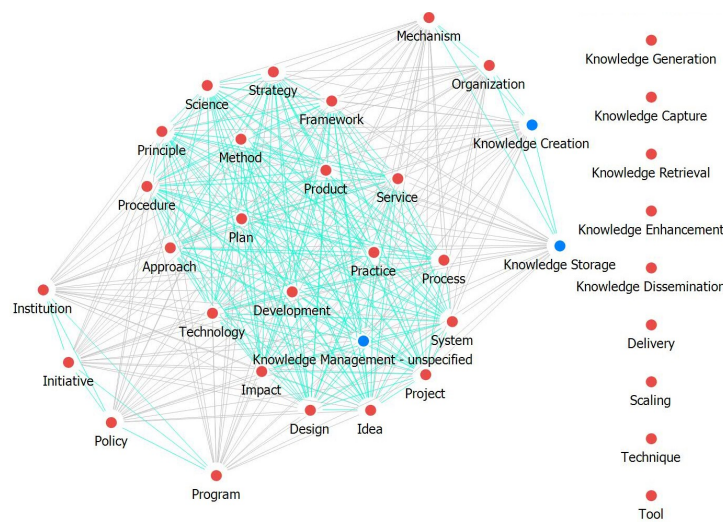 Mechanism
Knowledge Generation
Organization
Strategy
Science
Framework
Knowledge Capture
Knowledge Creation
Principle
Method
Knowledge Retrieval
Product
Service
Procedure
Plan
Knowledge Enhancement
Approach
Practice
Process
Knowledge Storage
Knowledge Dissemination
Institution
Technology
Development
System
Delivery
Knowledge Management - unspecified
Initiative
Impact
Project
Scaling
Policy
Design
Idea
Technique
Program
Tool